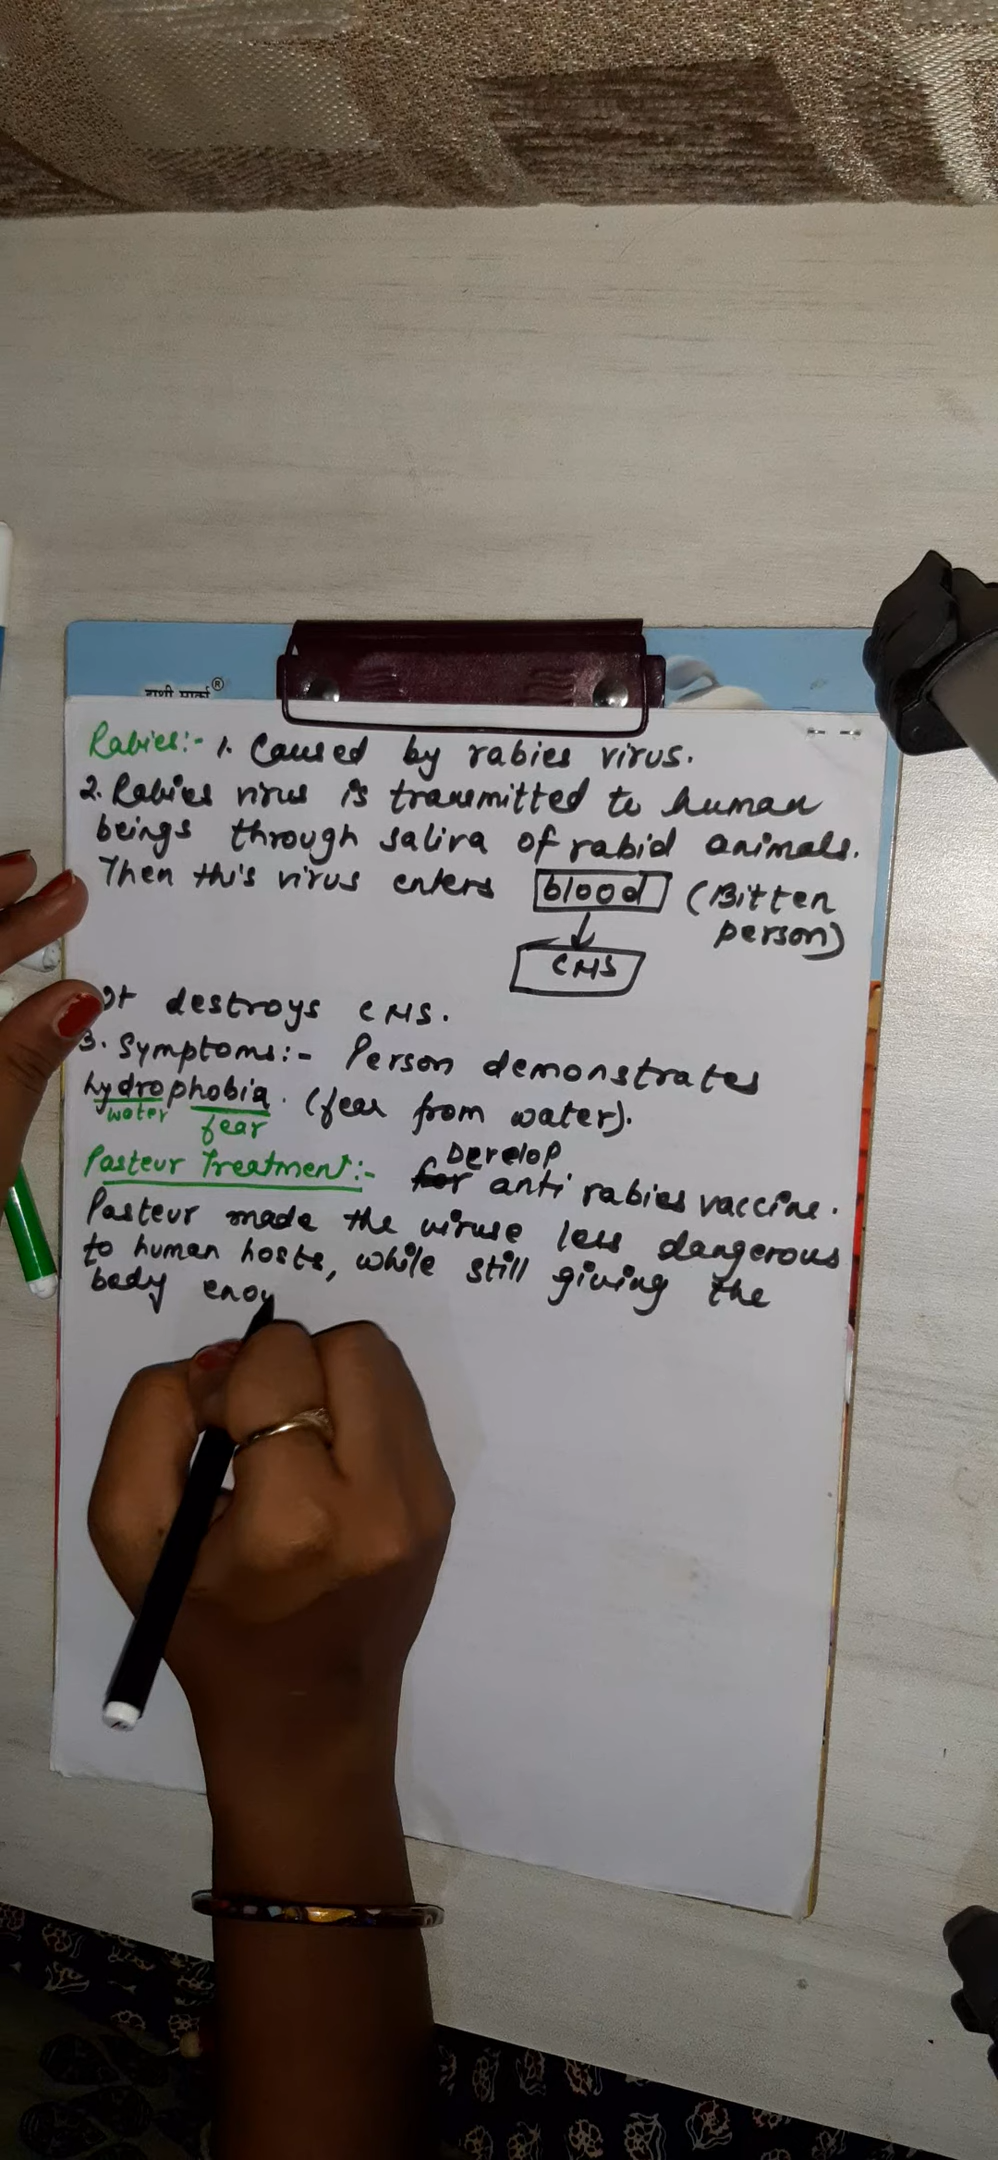 हाथी मार्का®
Rabies:- 1. Caused by rabies virus.
2. Rabies virus is transmitted to human
beings through saliva of rabid animals.
Then this virus enters blood (Bitten
person)
CNS
It destroys CNS.
3. Symptoms:- Person demonstrates
hydrophobia. (fear from water).
water fear
Develop
Pasteur Treatment:- for anti rabies vaccine.
Pasteur made the viruse less dangerous
to human hosts, while still giving the
body enou